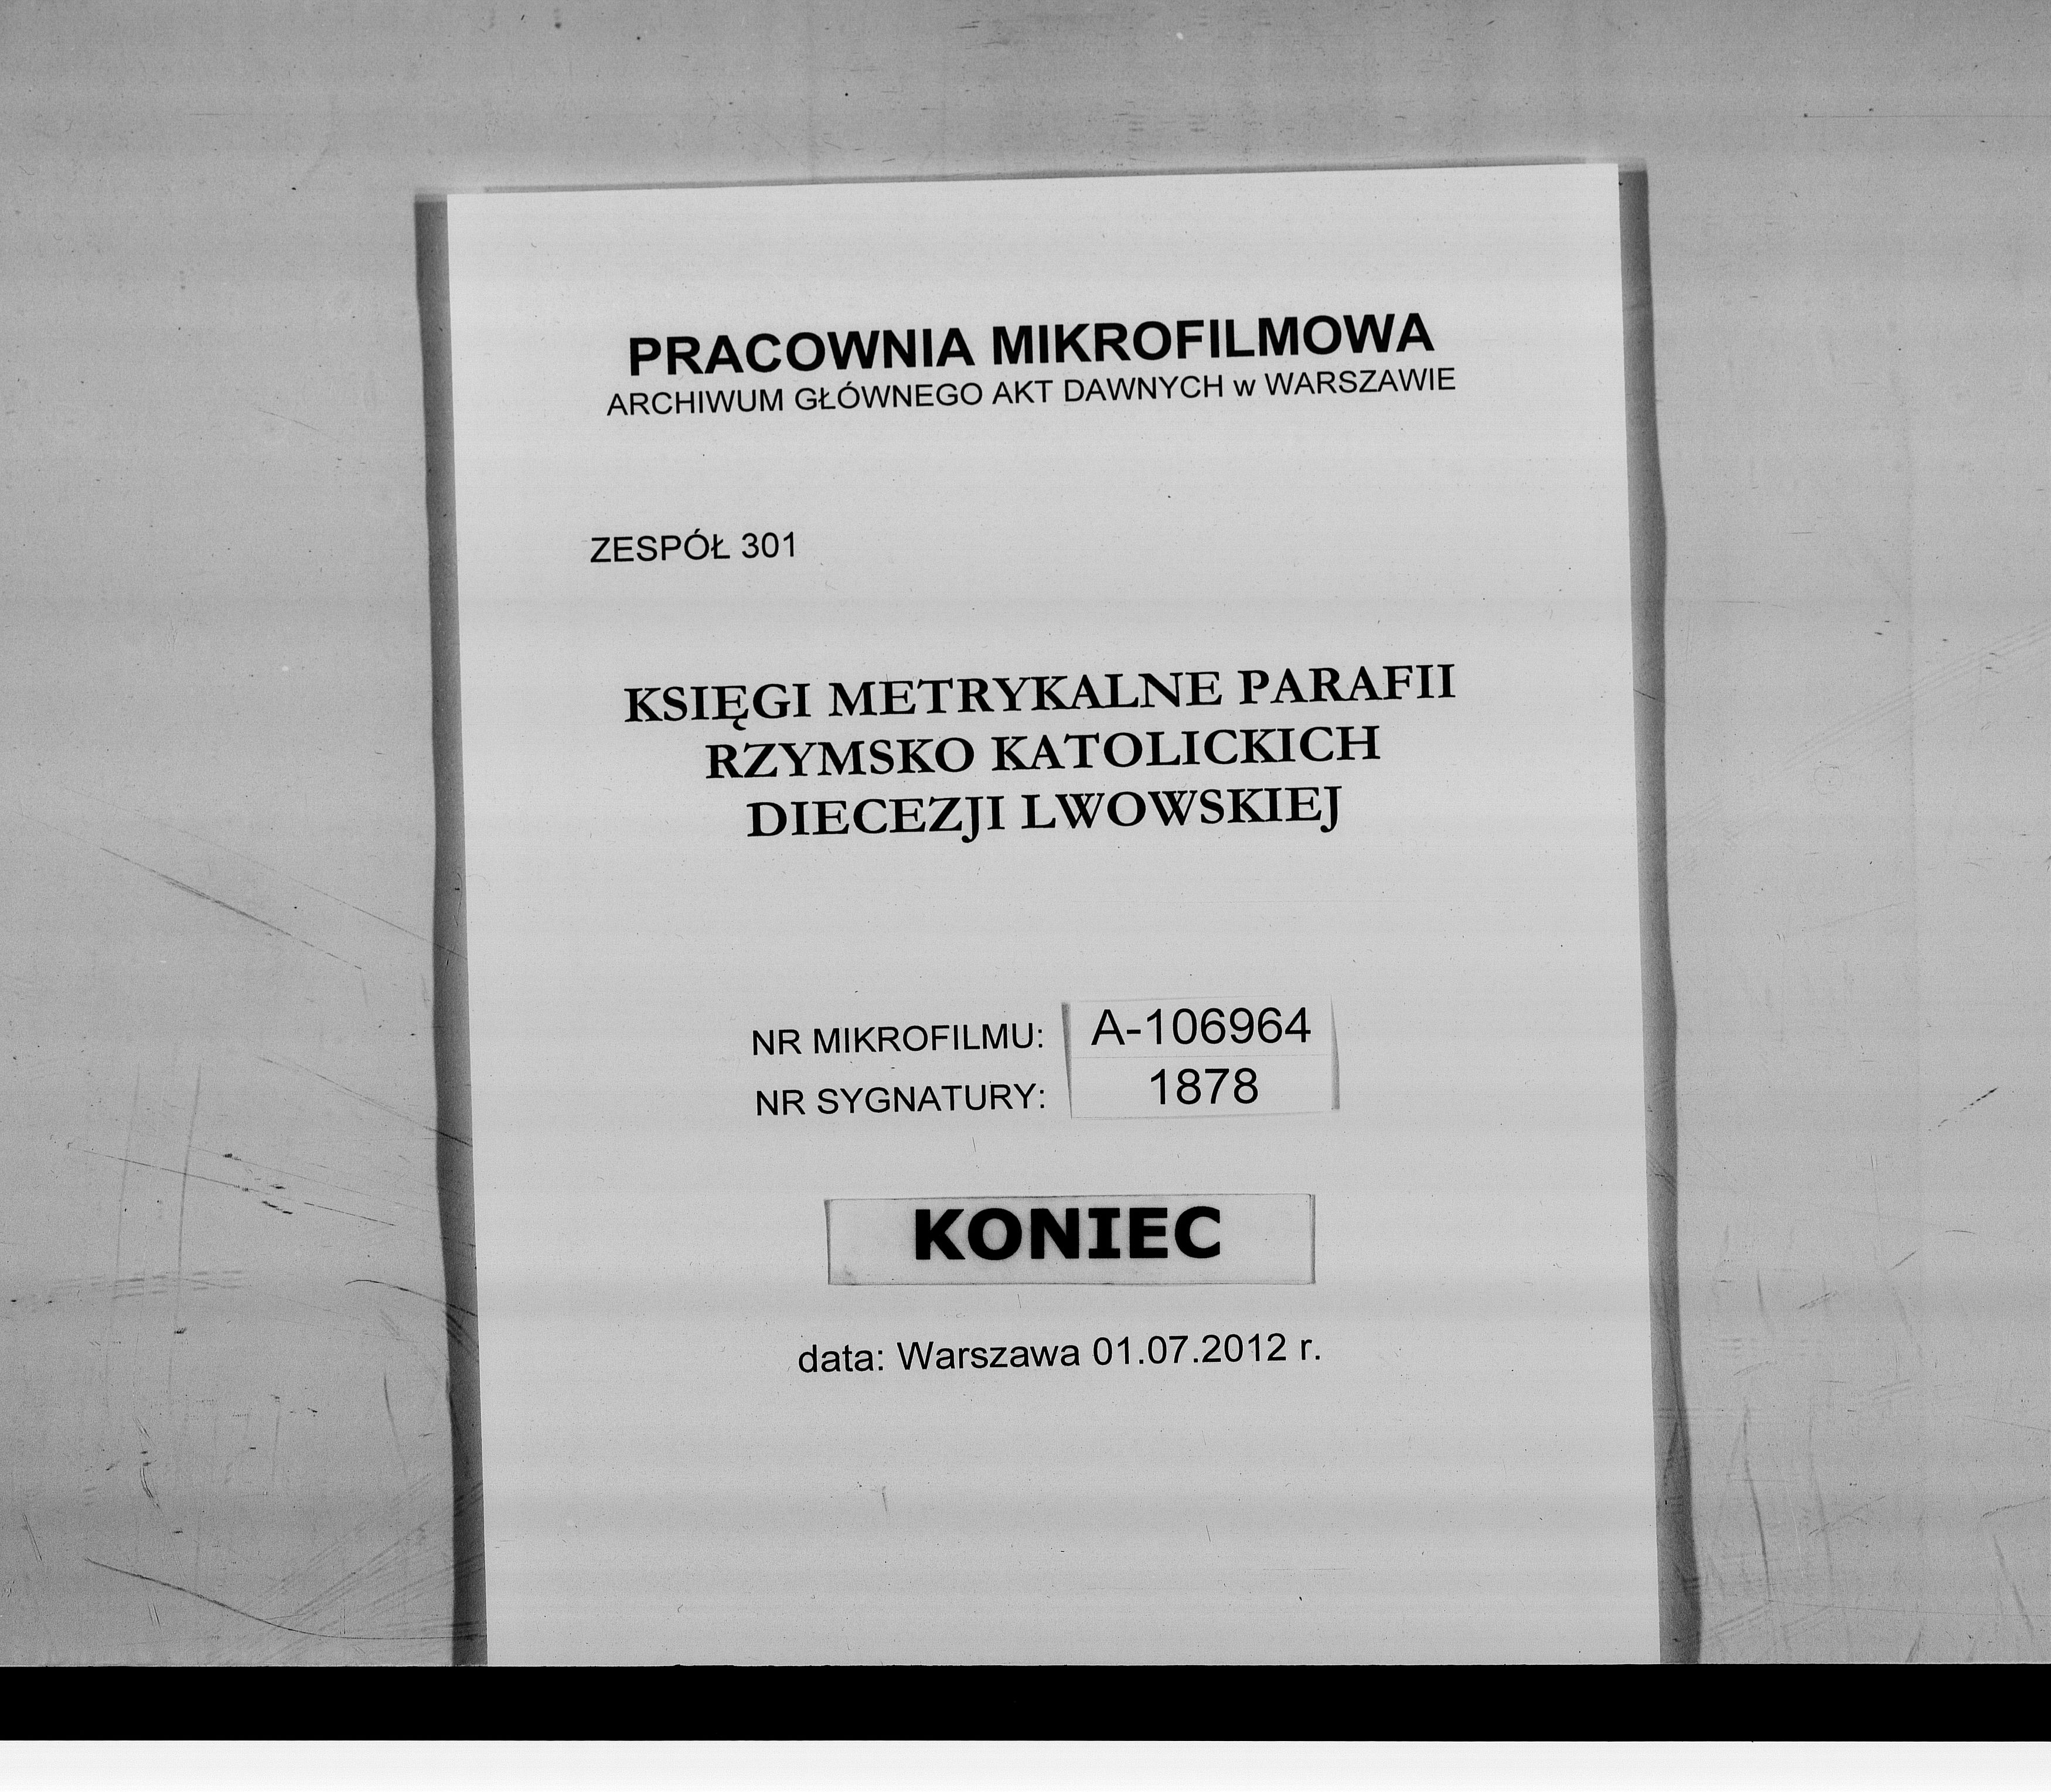 PRACOWNIA MIKROFILMOWA
ARCHIWUM GŁÓWNEGO AKT DAWNYCH w WARSZAWIE
ZESPÓŁ 301
KSIĘGI METRYKALNE PARAFII
RZYMSKO KATOLICKICH
DIECEZJI LWOWSKIEJ
NR MIKROFILMU: A-106964
NR SYGNATURY: 1878
KONIEC
data: Warszawa 01.07.2012 r.